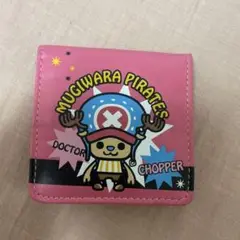 MUGIWARA PIRATES
DOCTOR
CHOPPER